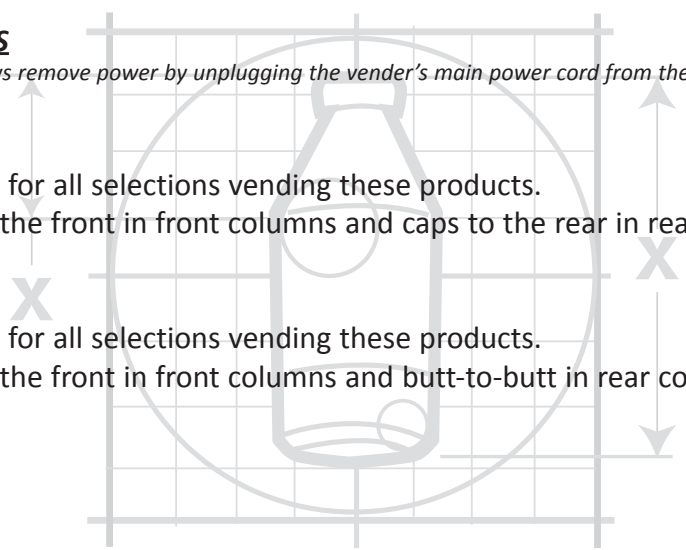 S
ys remove power by unplugging the vender's main power cord from the
for all selections vending these products.
the front in front columns and caps to the rear in rea
X
X
for all selections vending these products.
the front in front columns and butt-to-butt in rear co